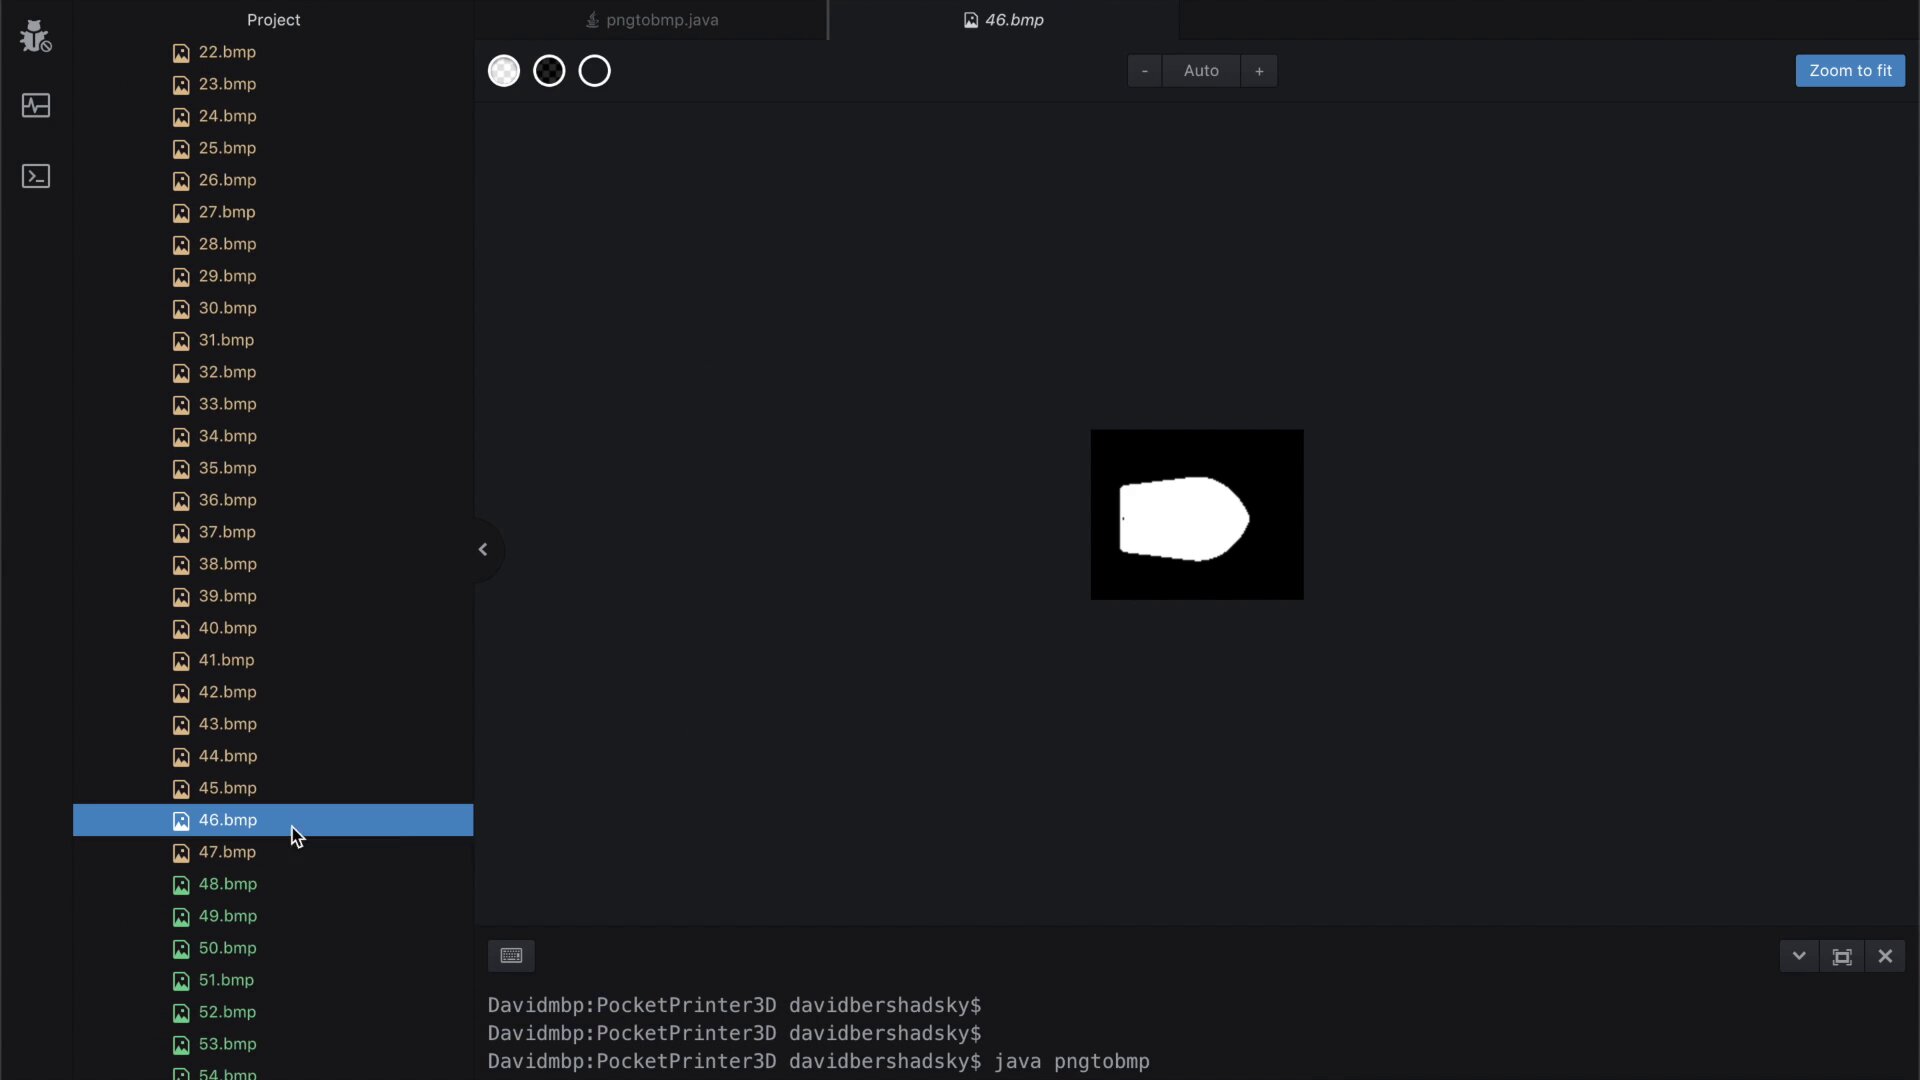 Project
pngtobmp.java
46.bmp
- Auto +
Zoom to fit
22.bmp
23.bmp
24.bmp
25.bmp
26.bmp
27.bmp
28.bmp
29.bmp
30.bmp
31.bmp
32.bmp
33.bmp
34.bmp
35.bmp
36.bmp
37.bmp
38.bmp
39.bmp
40.bmp
41.bmp
42.bmp
43.bmp
44.bmp
45.bmp
46.bmp
47.bmp
48.bmp
49.bmp
50.bmp
51.bmp
52.bmp
53.bmp
54.bmp
Davidmbp:PocketPrinter3D davidbershadsky$
Davidmbp:PocketPrinter3D davidbershadsky$
Davidmbp:PocketPrinter3D davidbershadsky$ java pngtobmp